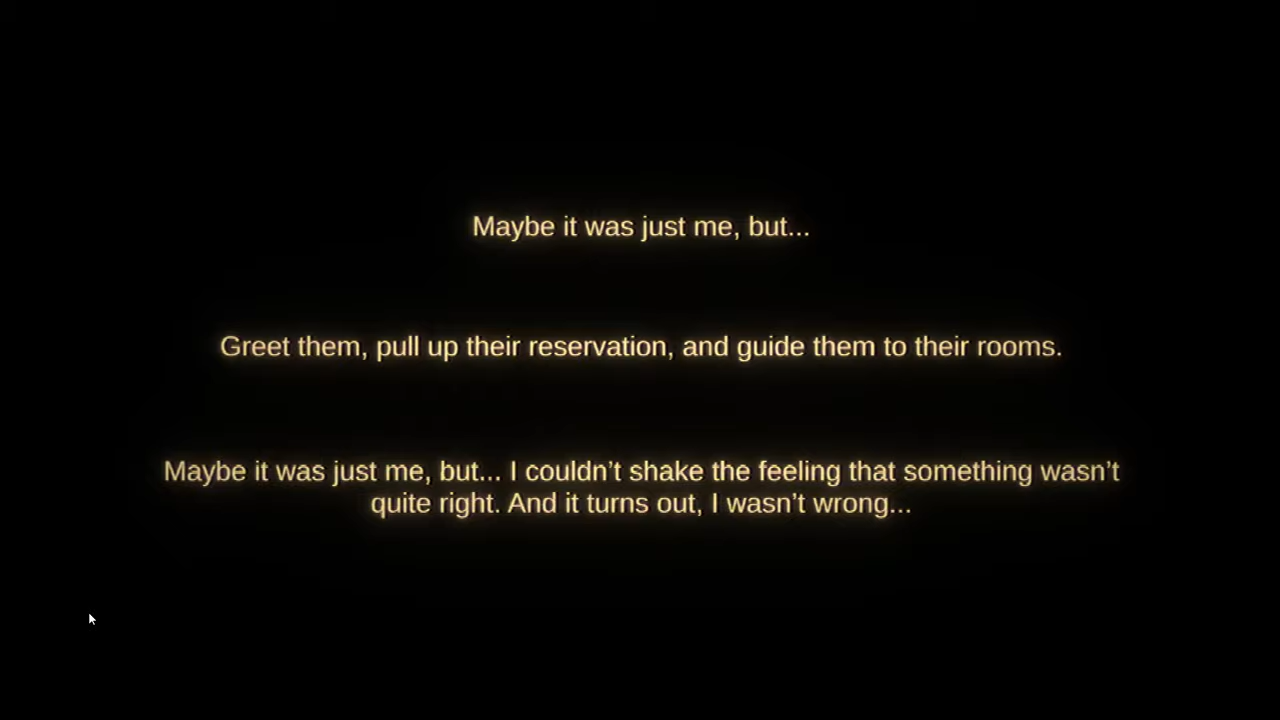 Maybe it was just me, but...
Greet them, pull up their reservation, and guide them to their rooms.
Maybe it was just me, but... I couldn’t shake the feeling that something wasn’t
quite right. And it turns out, I wasn’t wrong...